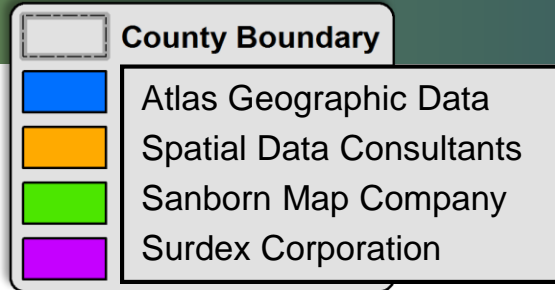 County Boundary
Atlas Geographic Data
Spatial Data Consultants
Sanborn Map Company
Surdex Corporation